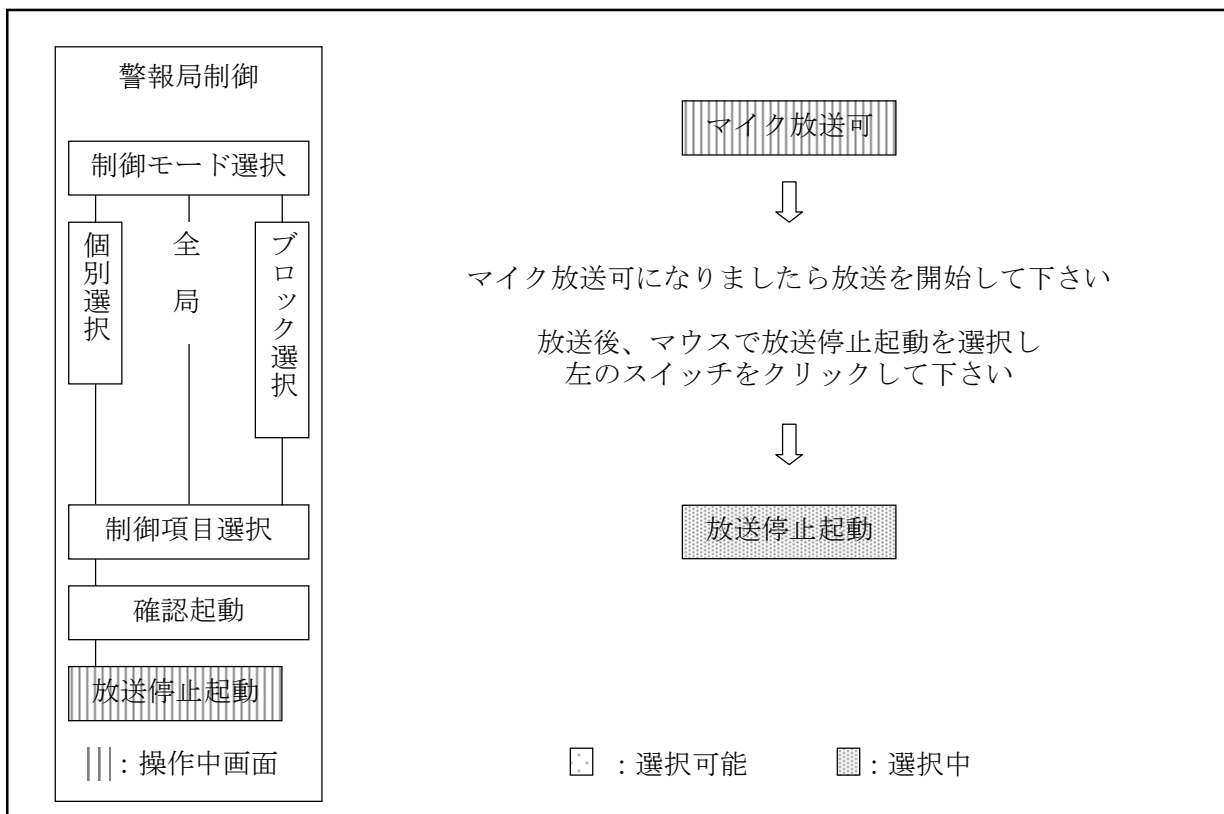 警報局制御
制御モード選択
個別選択
全局
ブロック選択
制御項目選択
確認起動
放送停止起動
：操作中画面
マイク放送可
マイク放送可になりましたら放送を開始して下さい
放送後、マウスで放送停止起動を選択し
左のスイッチをクリックして下さい
放送停止起動
：選択可能
：選択中